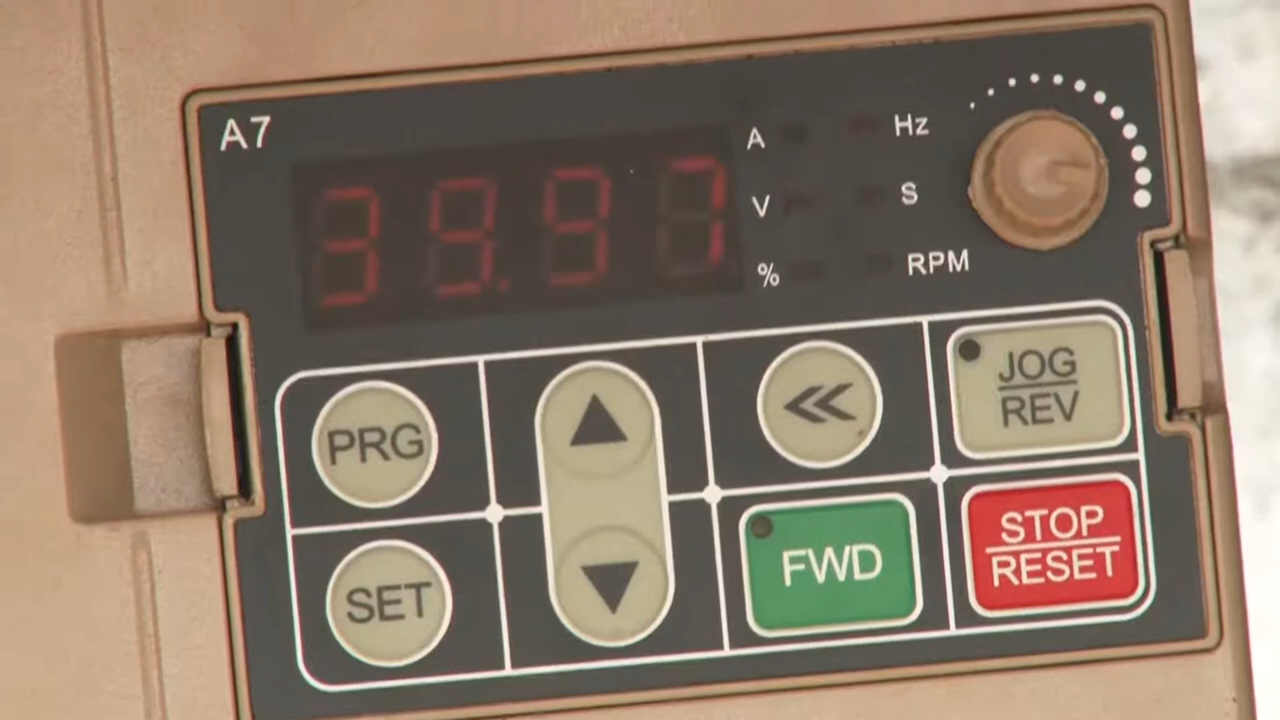 A7
39.97
A
Hz
V
S
%
RPM
PRG
JOG
REV
SET
FWD
STOP
RESET